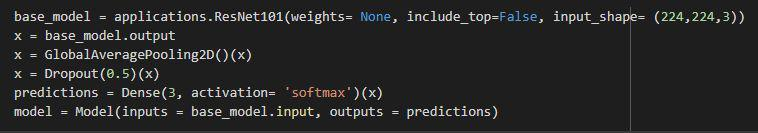 base_model = applications.ResNet101(weights= None, include_top=False, input_shape= (224,224,3))
x = base_model.output
x = GlobalAveragePooling2D()(x)
x = Dropout(0.5)(x)
predictions = Dense(3, activation= 'softmax')(x)
model = Model(inputs = base_model.input, outputs = predictions)